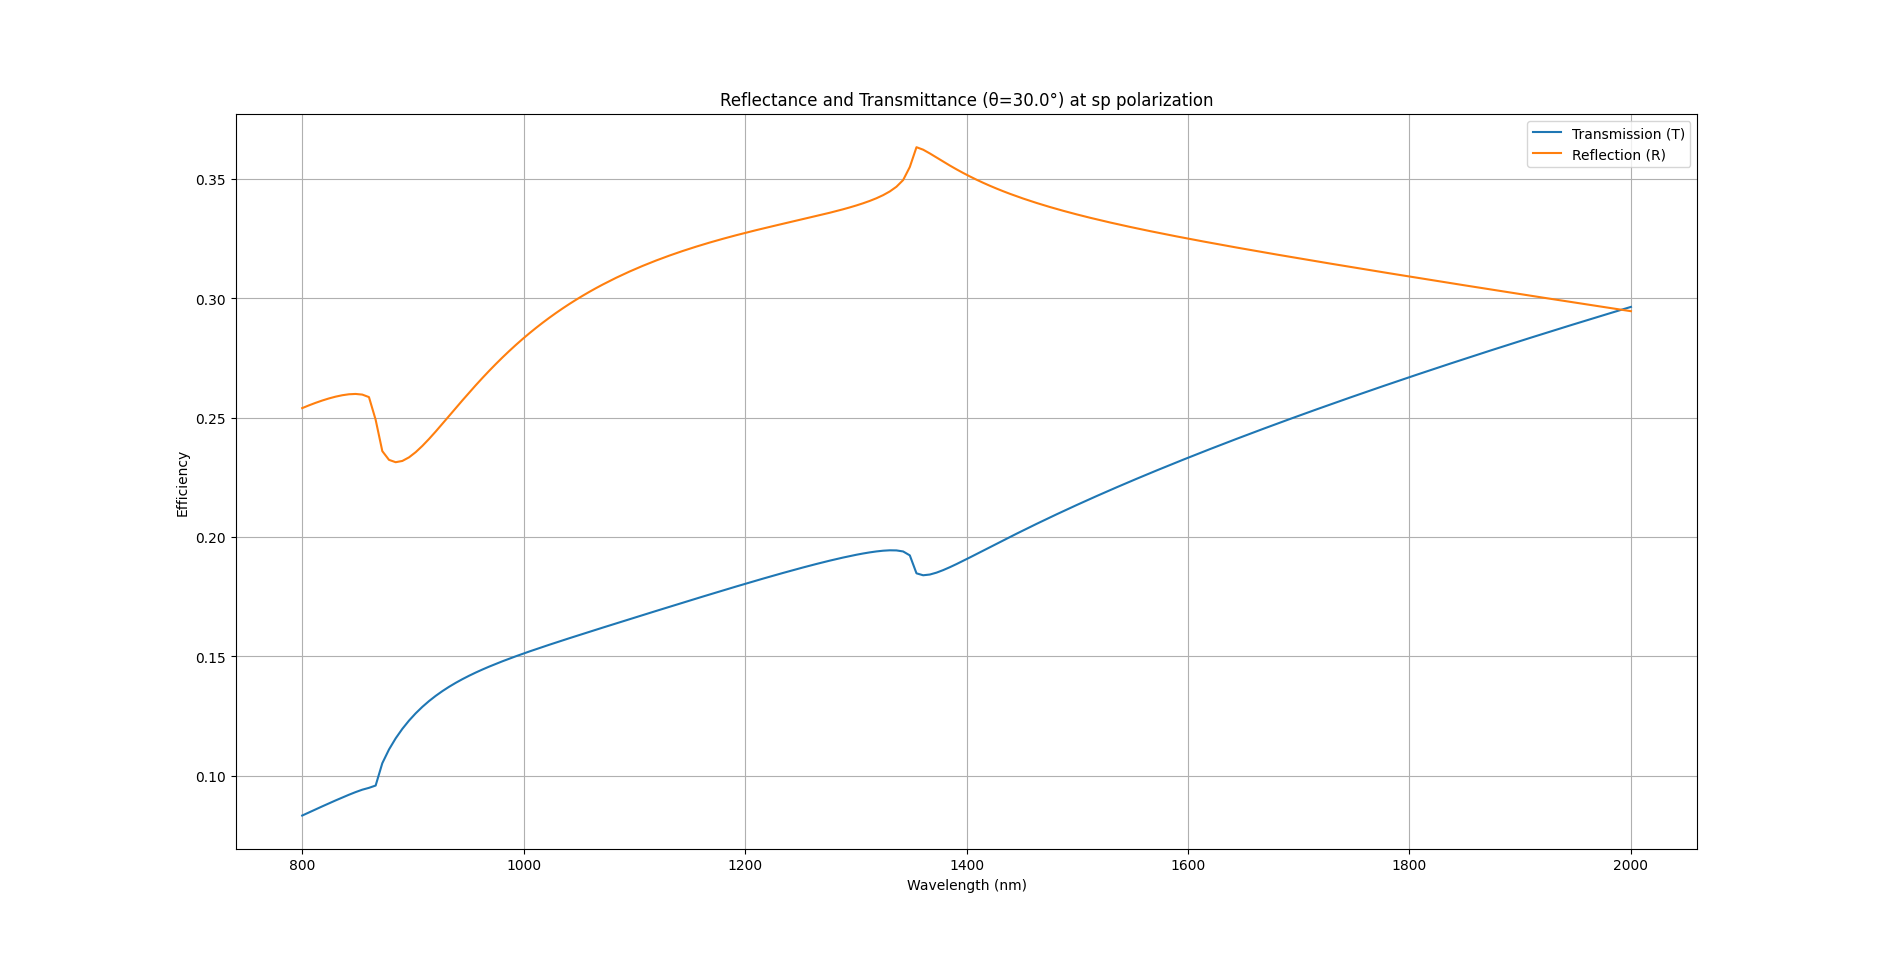 Reflectance and Transmittance (θ=30.0°) at sp polarization
Transmission (T)
Reflection (R)
0.35
0.30
0.25
0.20
0.15
0.10
Efficiency
800 1000 1200 1400 1600 1800 2000
Wavelength (nm)